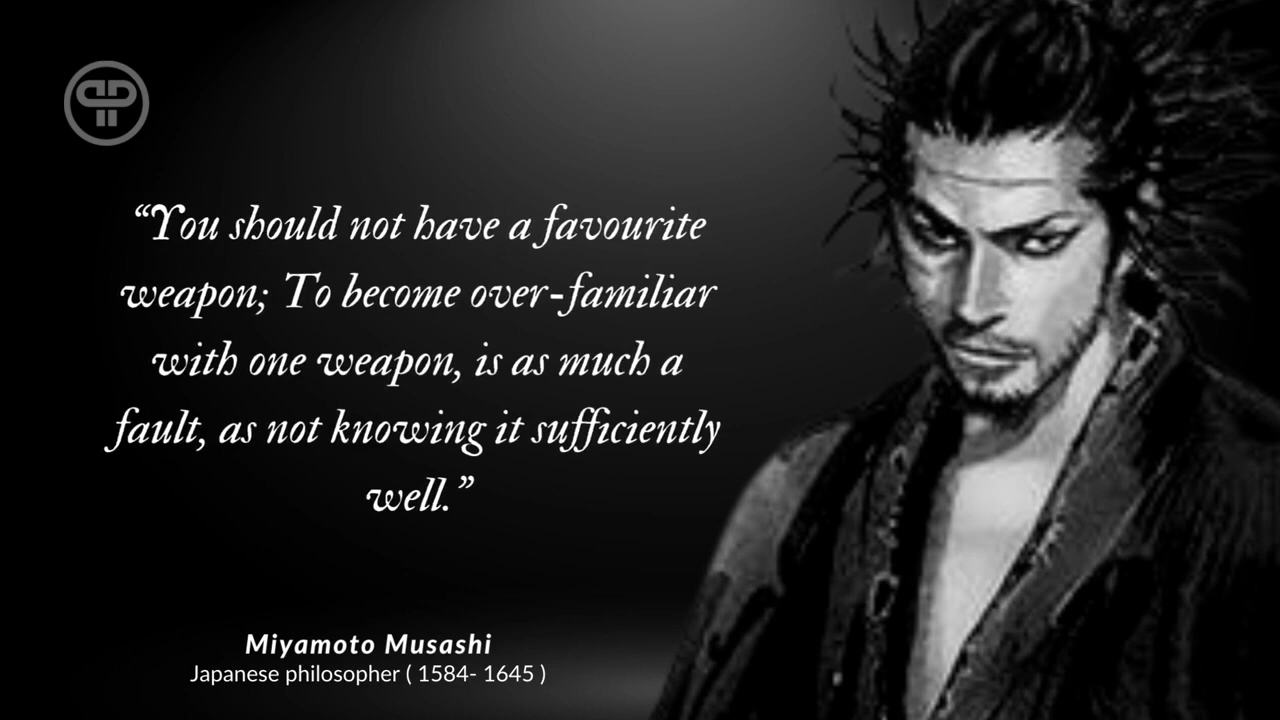 “You should not have a favourite
weapon; To become over-familiar
with one weapon, is as much a
fault, as not knowing it sufficiently
well.”
Miyamoto Musashi
Japanese philosopher ( 1584- 1645 )